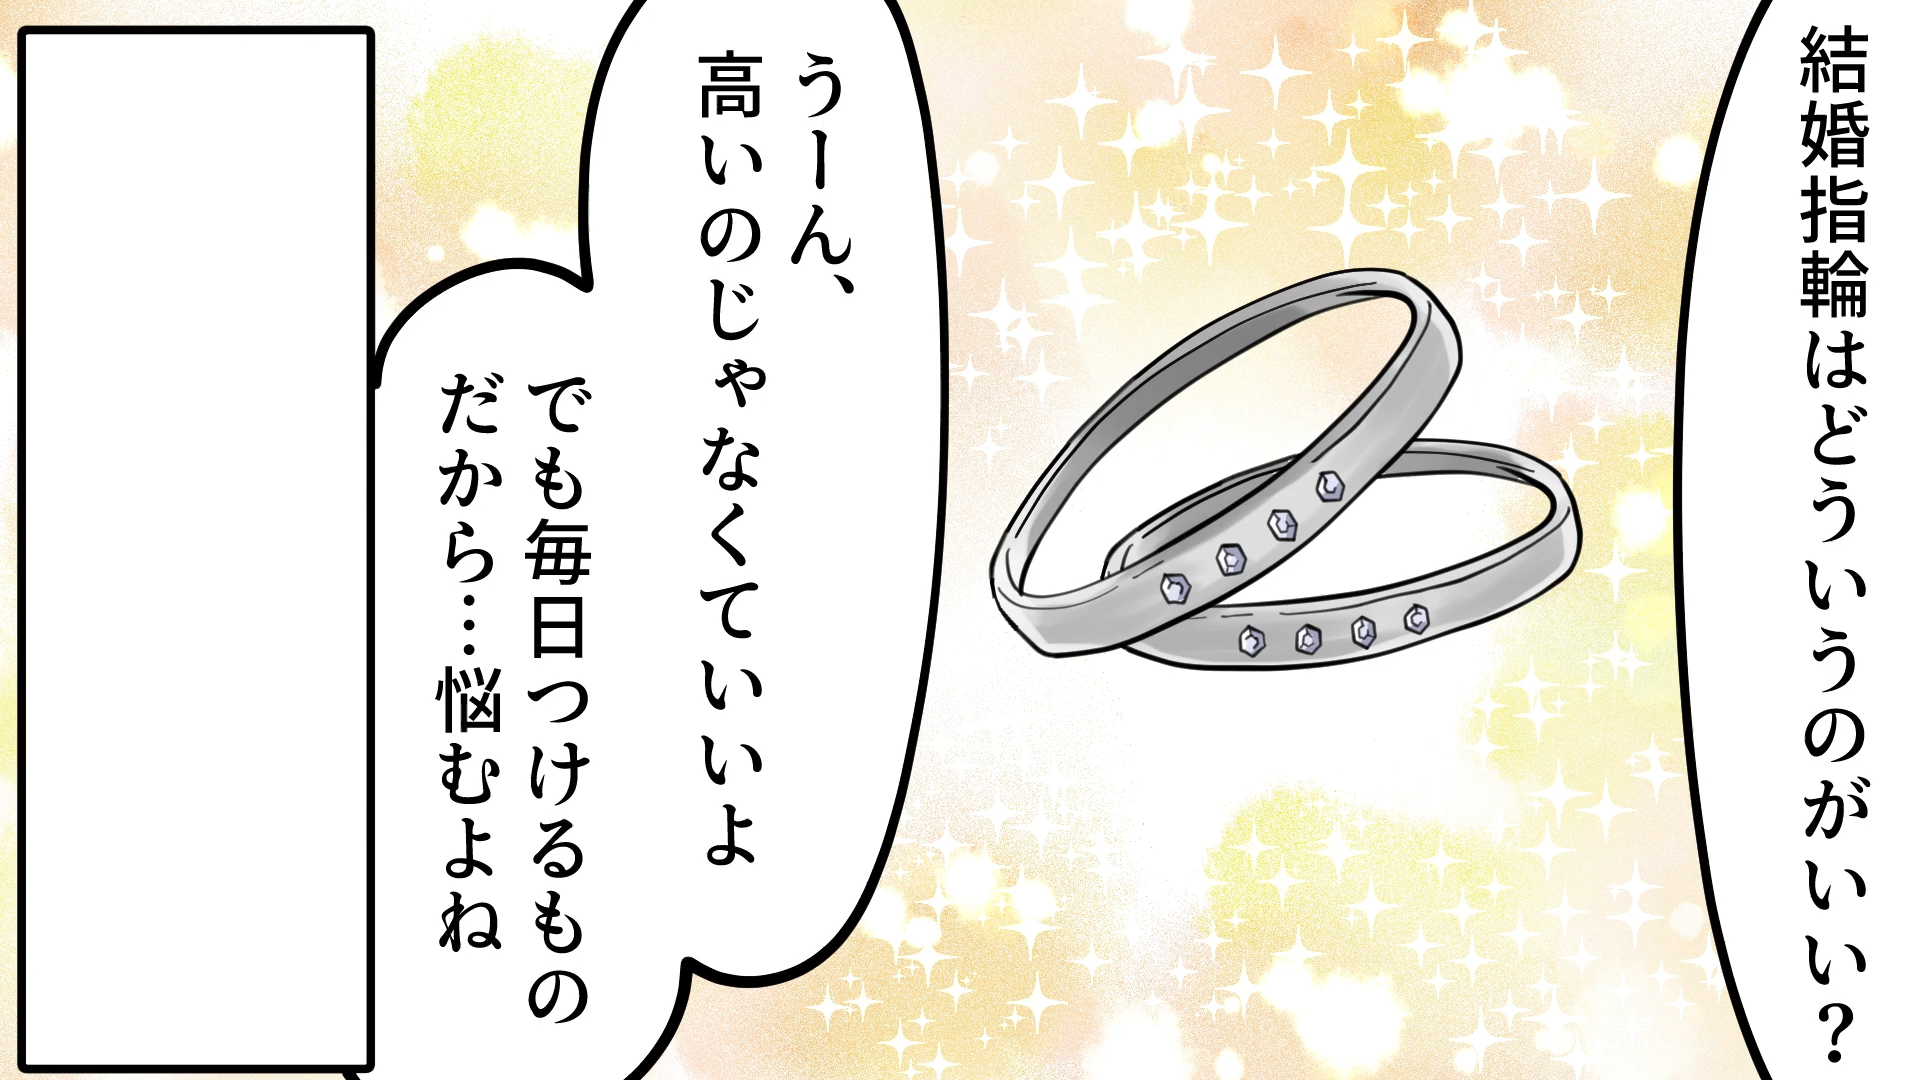 結婚指輪はどういうのがいい？
うーん、
高いのじゃなくていいよ
でも毎日つけるもの
だから…悩むよね